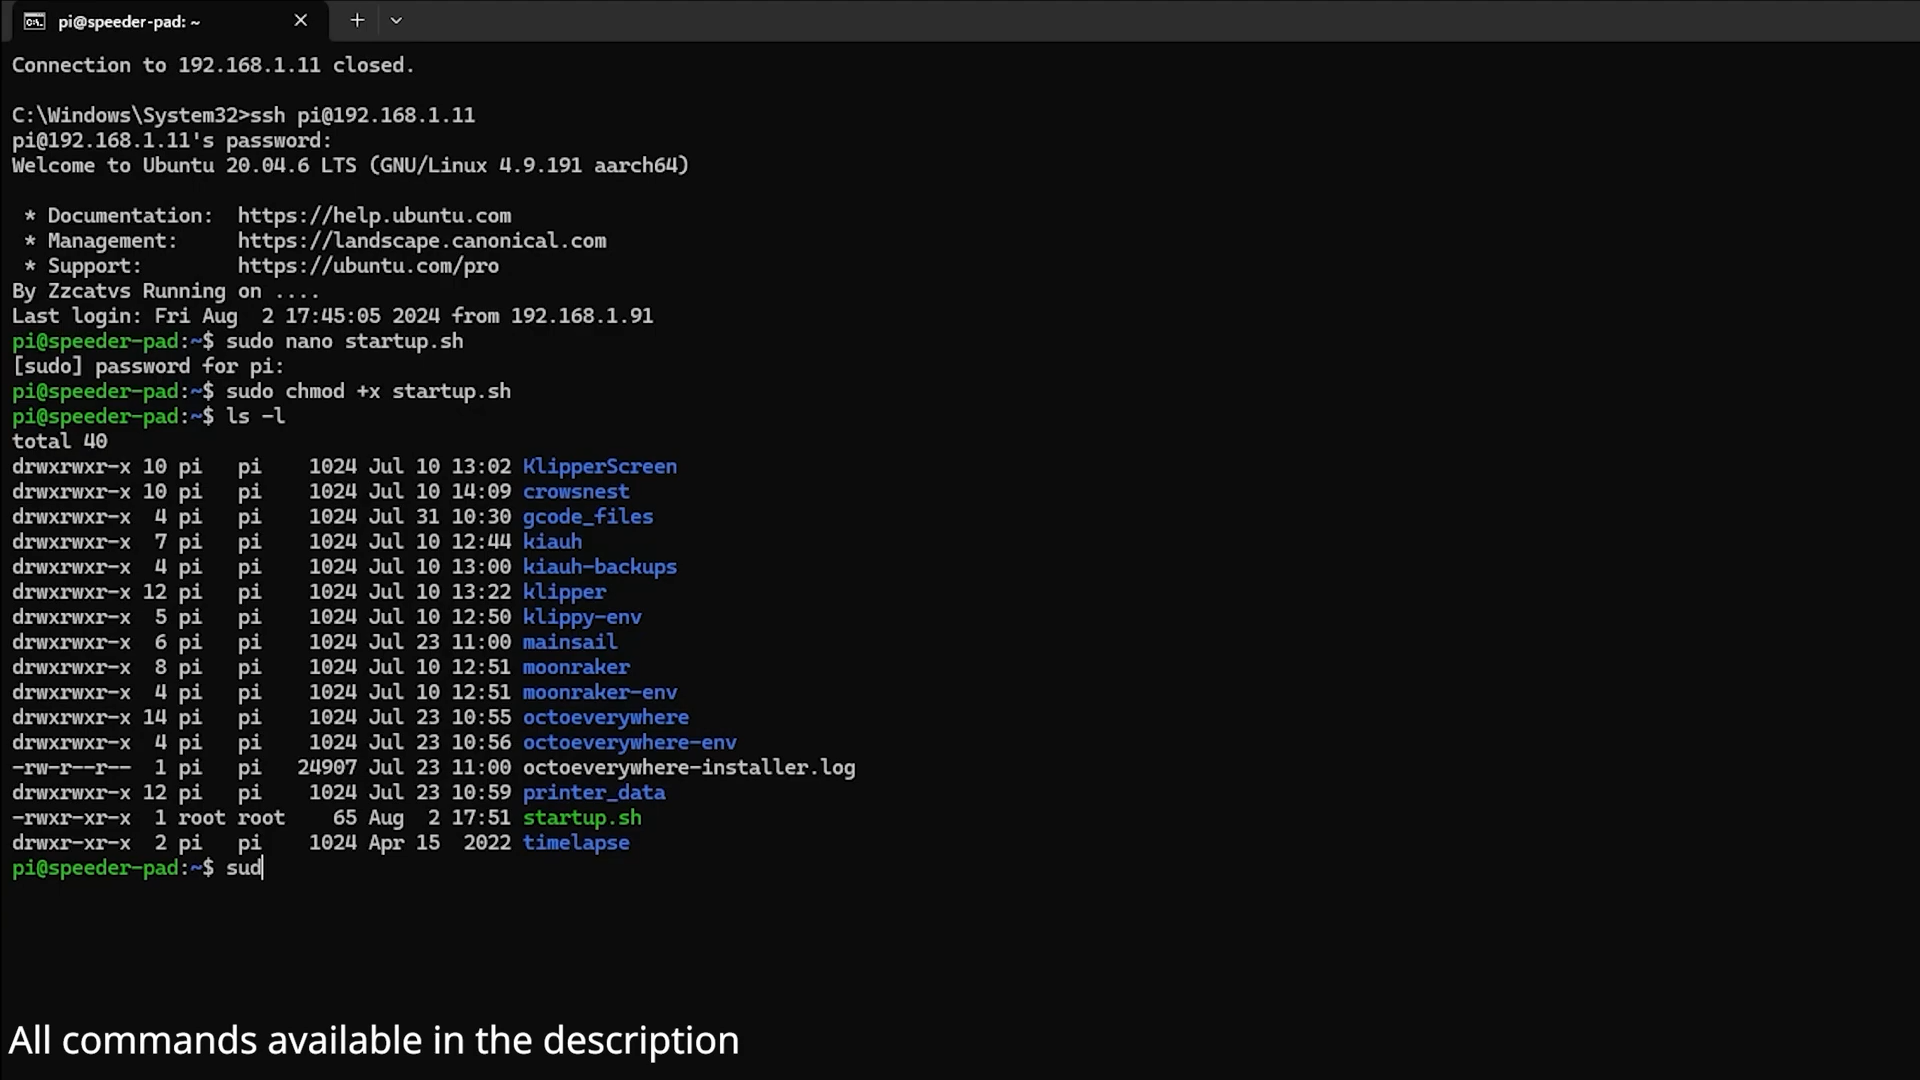 pi@speeder-pad: ~
Connection to 192.168.1.11 closed.
C:\Windows\System32>ssh pi@192.168.1.11
pi@192.168.1.11's password:
Welcome to Ubuntu 20.04.6 LTS (GNU/Linux 4.9.191 aarch64)
* Documentation:  https://help.ubuntu.com
* Management:     https://landscape.canonical.com
* Support:        https://ubuntu.com/pro
By Zzcatvs Running on ....
Last login: Fri Aug  2 17:45:05 2024 from 192.168.1.91
pi@speeder-pad:~$ sudo nano startup.sh
[sudo] password for pi:
pi@speeder-pad:~$ sudo chmod +x startup.sh
pi@speeder-pad:~$ ls -l
total 40
drwxrwxr-x 10 pi   pi    1024 Jul 10 13:02 KlipperScreen
drwxrwxr-x 10 pi   pi    1024 Jul 10 14:09 crowsnest
drwxrwxr-x  4 pi   pi    1024 Jul 31 10:30 gcode_files
drwxrwxr-x  7 pi   pi    1024 Jul 10 12:44 kiauh
drwxrwxr-x  4 pi   pi    1024 Jul 10 13:00 kiauh-backups
drwxrwxr-x 12 pi   pi    1024 Jul 10 13:22 klipper
drwxrwxr-x  5 pi   pi    1024 Jul 10 12:50 klippy-env
drwxrwxr-x  6 pi   pi    1024 Jul 23 11:00 mainsail
drwxrwxr-x  8 pi   pi    1024 Jul 10 12:51 moonraker
drwxrwxr-x  4 pi   pi    1024 Jul 10 12:51 moonraker-env
drwxrwxr-x 14 pi   pi    1024 Jul 23 10:55 octoeverywhere
drwxrwxr-x  4 pi   pi    1024 Jul 23 10:56 octoeverywhere-env
-rw-r--r--  1 pi   pi   24907 Jul 23 11:00 octoeverywhere-installer.log
drwxrwxr-x 12 pi   pi    1024 Jul 23 10:59 printer_data
-rwxr-xr-x  1 root root    65 Aug  2 17:51 startup.sh
drwxr-xr-x  2 pi   pi    1024 Apr 15  2022 timelapse
pi@speeder-pad:~$ sud
All commands available in the description